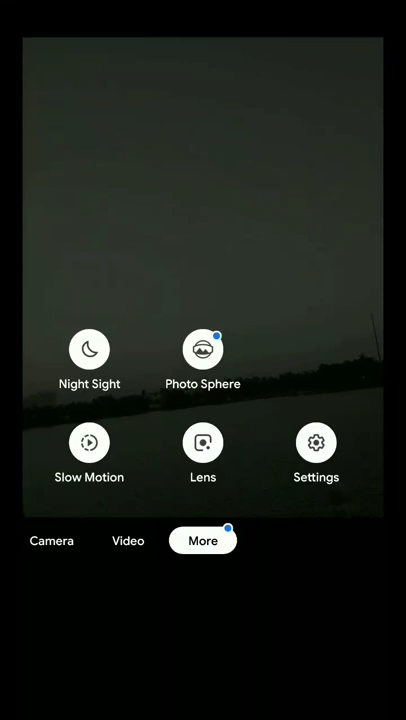 Night Sight
Photo Sphere
Slow Motion
Lens
Settings
Camera
Video
More